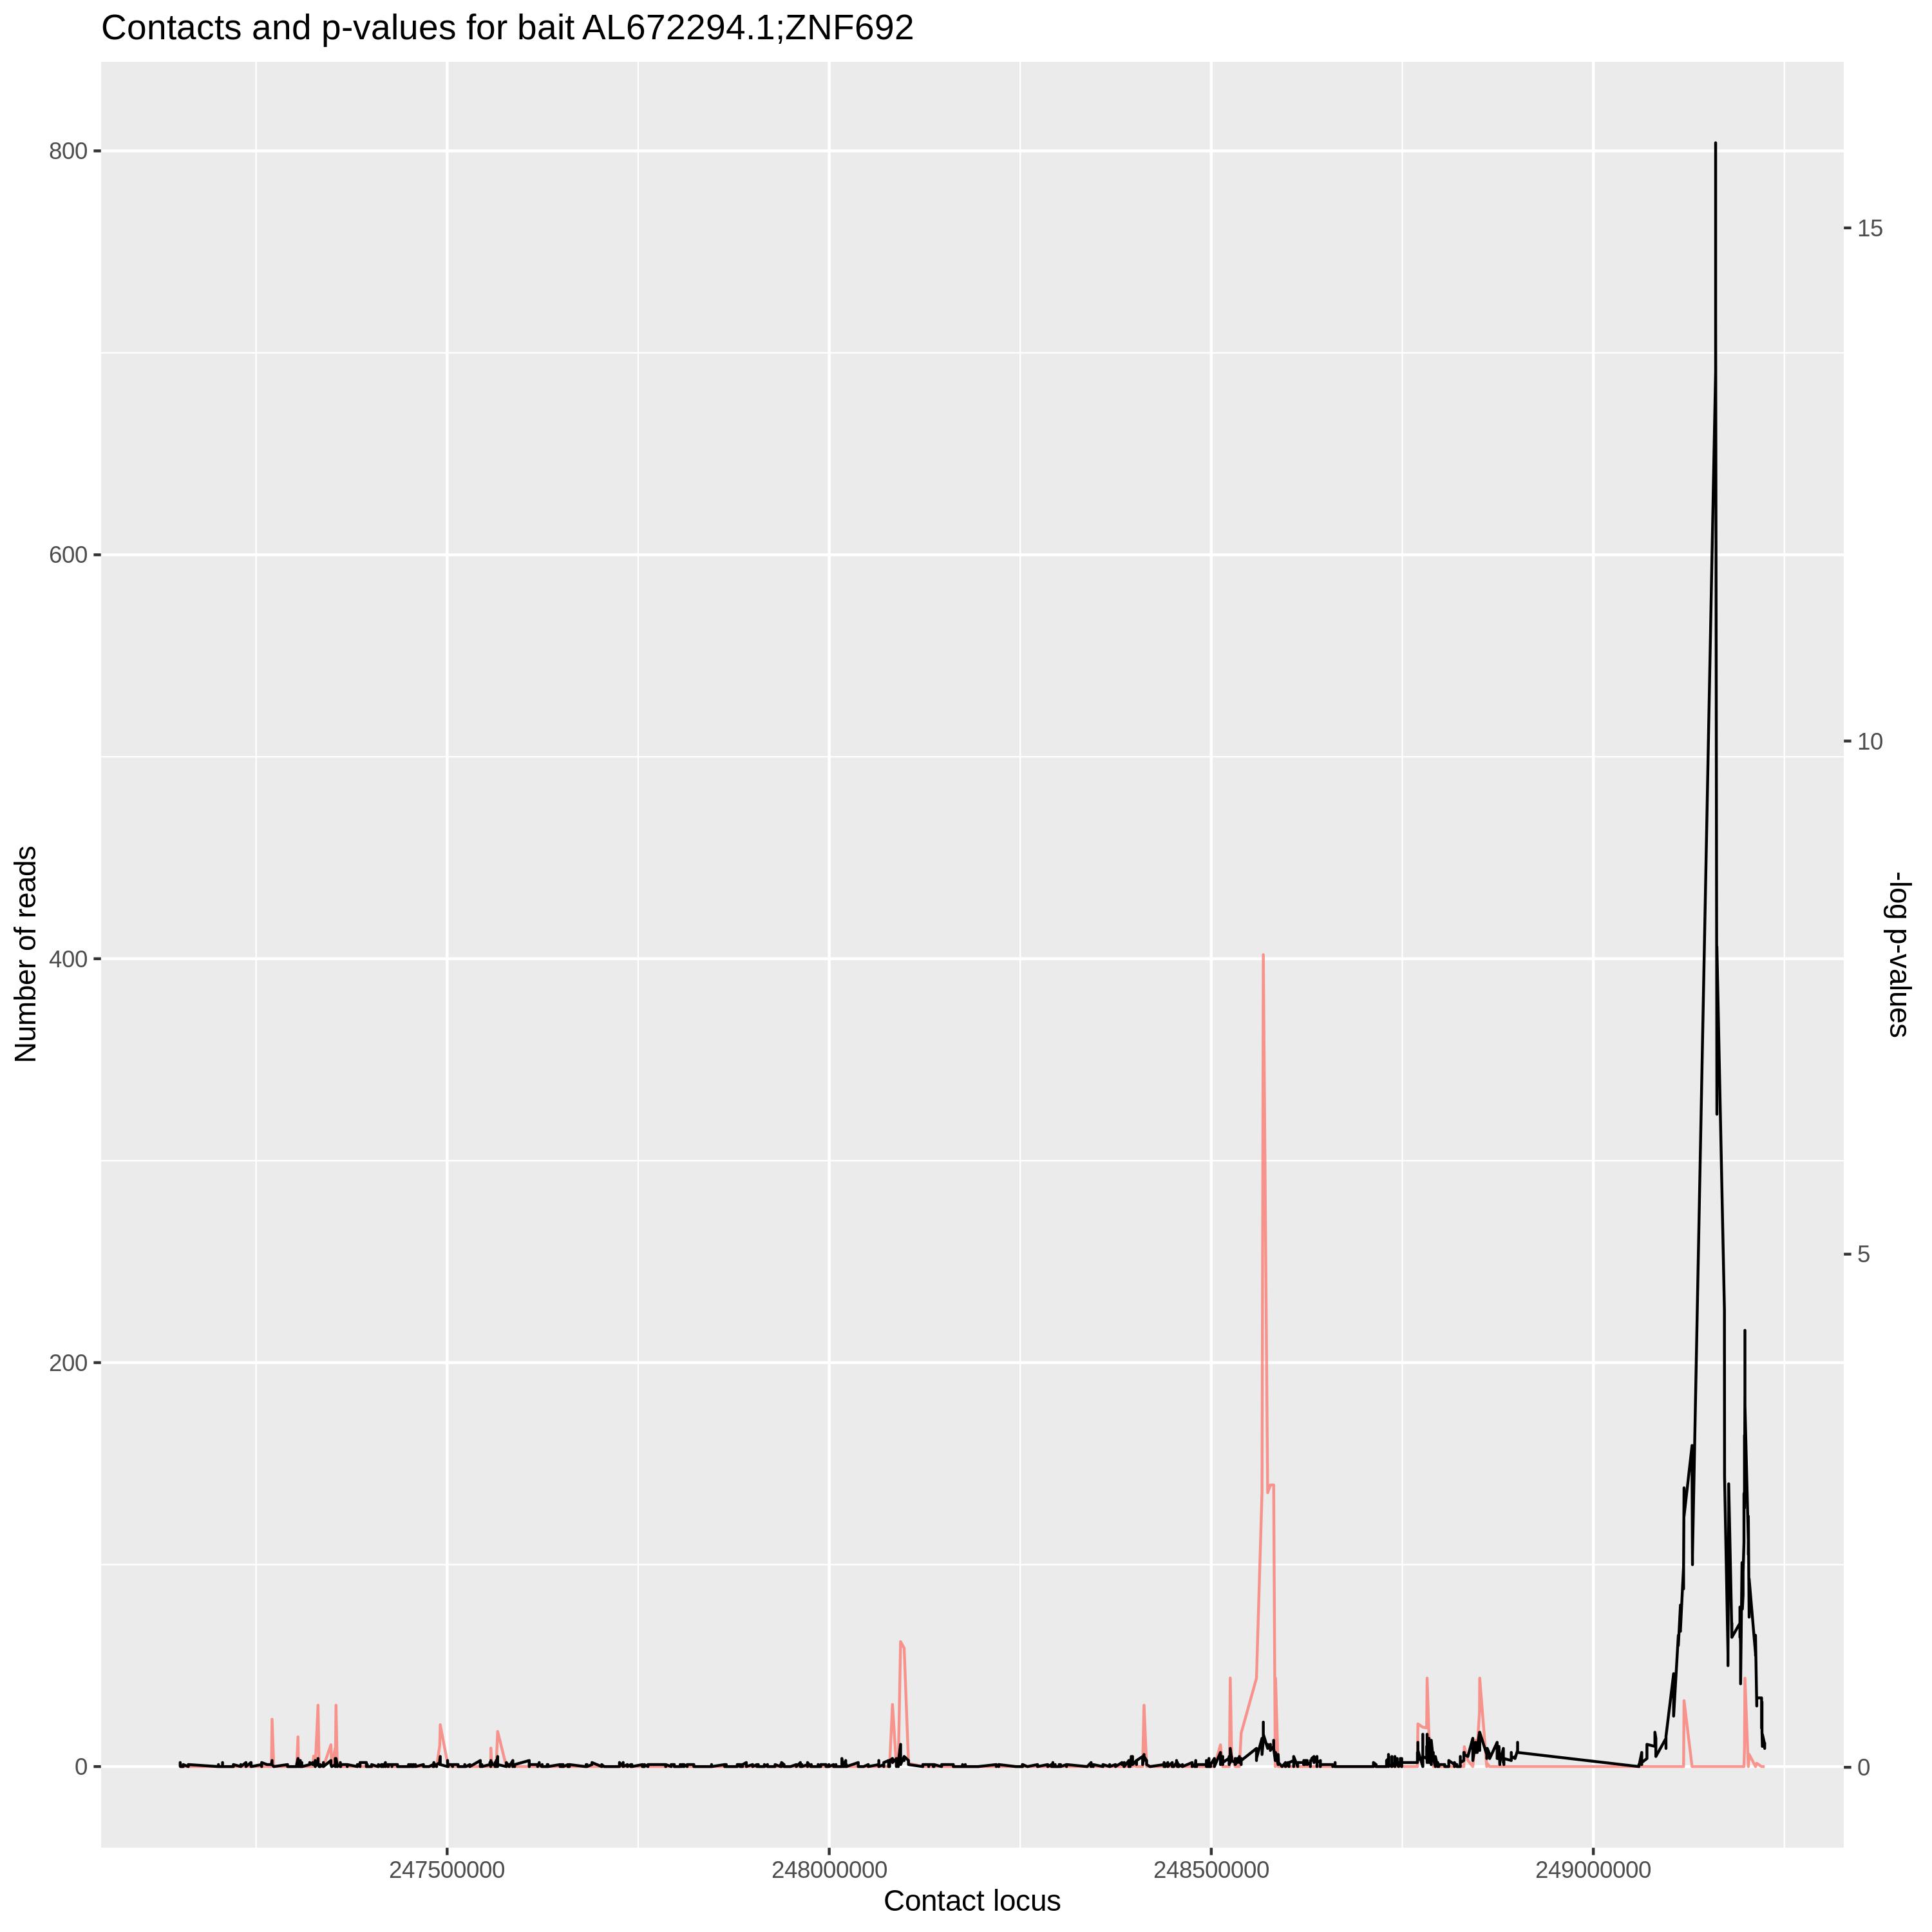 Contacts and p-values for bait AL672294.1;ZNF692
800
600
400
200
0
Number of reads
15
10
5
0
-log p-values
247500000 248000000 248500000 249000000
Contact locus